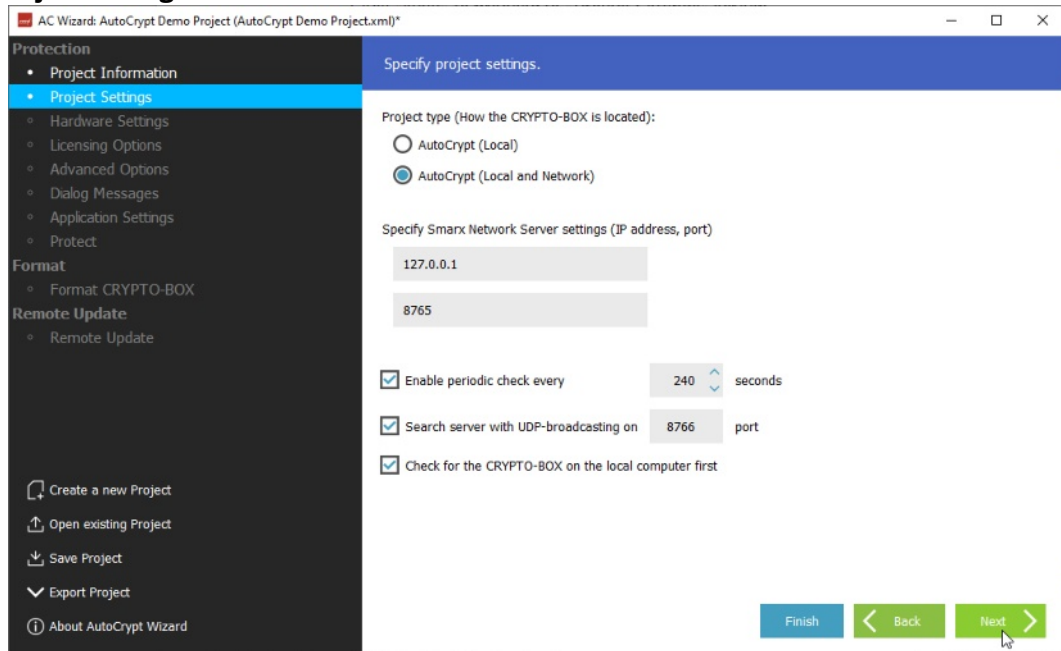 AC Wizard: AutoCrypt Demo Project (AutoCrypt Demo Project.xml)*
Protection
• Project Information
• Project Settings
◦ Hardware Settings
◦ Licensing Options
◦ Advanced Options
◦ Dialog Messages
◦ Application Settings
◦ Protect
Format
◦ Format CRYPTO-BOX
Remote Update
◦ Remote Update
Create a new Project
Open existing Project
Save Project
Export Project
About AutoCrypt Wizard
Specify project settings.
Project type (How the CRYPTO-BOX is located):
AutoCrypt (Local)
AutoCrypt (Local and Network)
Specify Smarx Network Server settings (IP address, port)
127.0.0.1
8765
Enable periodic check every 240 seconds
Search server with UDP-broadcasting on 8766 port
Check for the CRYPTO-BOX on the local computer first
Finish Back Next